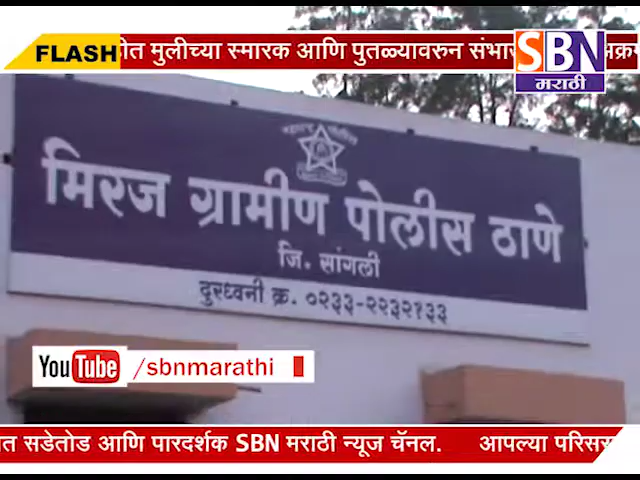 FLASH
मुलीच्या स्मारक आणि पुतळ्यावरुन
SBN
मराठी
मिरज ग्रामीण पोलीस ठाणे
जि. सांगली
दुरध्वनी क्र. ०२३३-२२३२१३३
YouTube /sbnmarathi
सडेतोड आणि पारदर्शक SBN मराठी न्यूज चॅनल. आपल्या